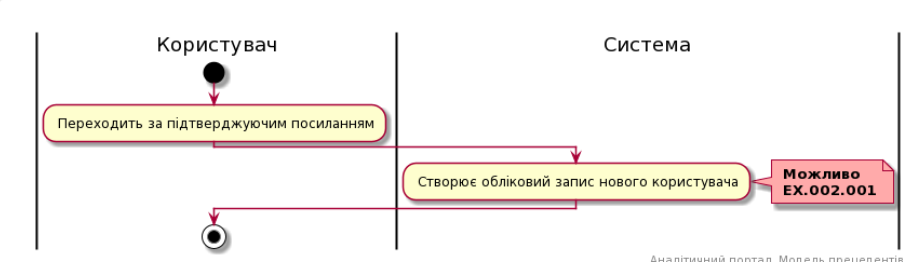 Користувач
Система
Переходить за підтверджуючим посиланням
Створює обліковий запис нового користувача
Можливо
EX.002.001
Аналітичний портал. Модель прецедентів